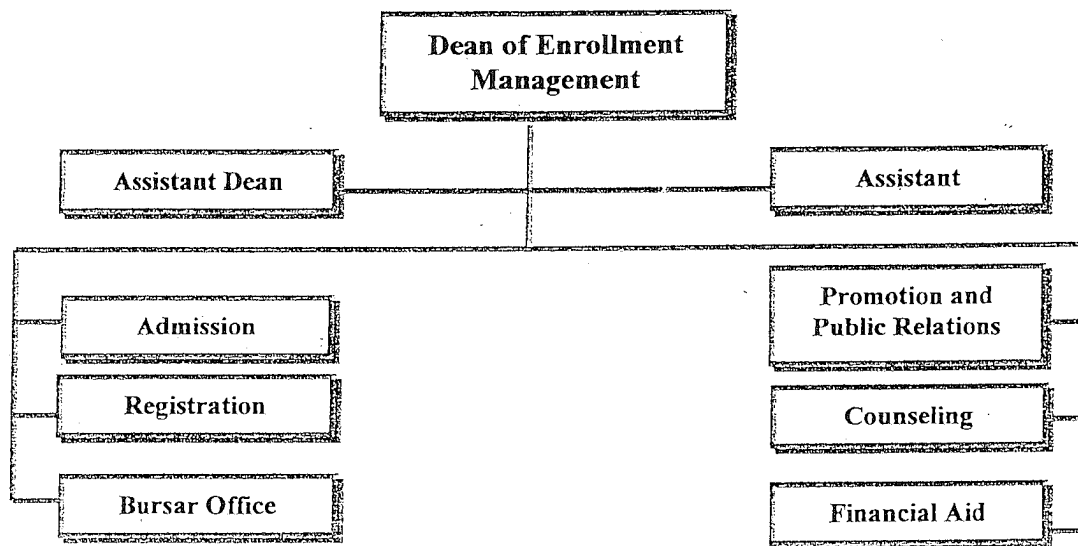 Dean of Enrollment
Management
Assistant Dean
Assistant
Admission
Registration
Bursar Office
Promotion and
Public Relations
Counseling
Financial Aid